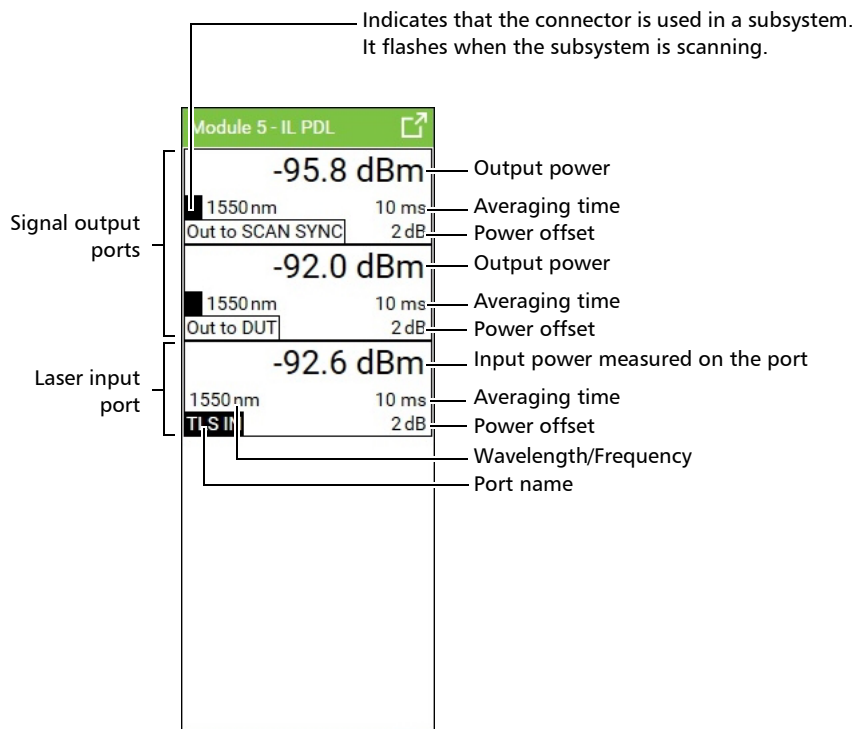 Indicates that the connector is used in a subsystem.
It flashes when the subsystem is scanning.
Module 5 - IL PDL
-95.8 dBm
Output power
1550 nm
10 ms
Averaging time
Out to SCAN SYNC
2 dB
Power offset
Signal output
ports
-92.0 dBm
Output power
1550 nm
10 ms
Averaging time
Out to DUT
2 dB
Power offset
-92.6 dBm
Input power measured on the port
Laser input
port
1550 nm
10 ms
Averaging time
TLS IN
2 dB
Power offset
Wavelength/Frequency
Port name